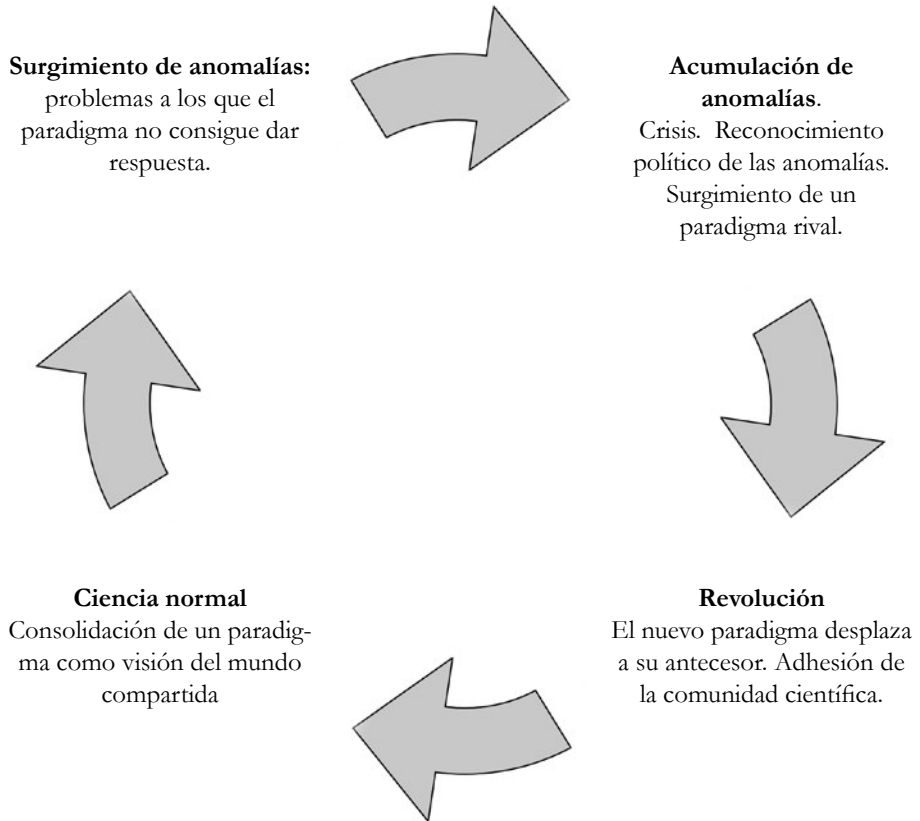 Surgimiento de anomalías:
problemas a los que el
paradigma no consigue dar
respuesta.
Acumulación de
anomalías.
Crisis. Reconocimiento
político de las anomalías.
Surgimiento de un
paradigma rival.
Ciencia normal
Consolidación de un paradig-
ma como visión del mundo
compartida
Revolución
El nuevo paradigma desplaza
a su antecesor. Adhesión de
la comunidad científica.